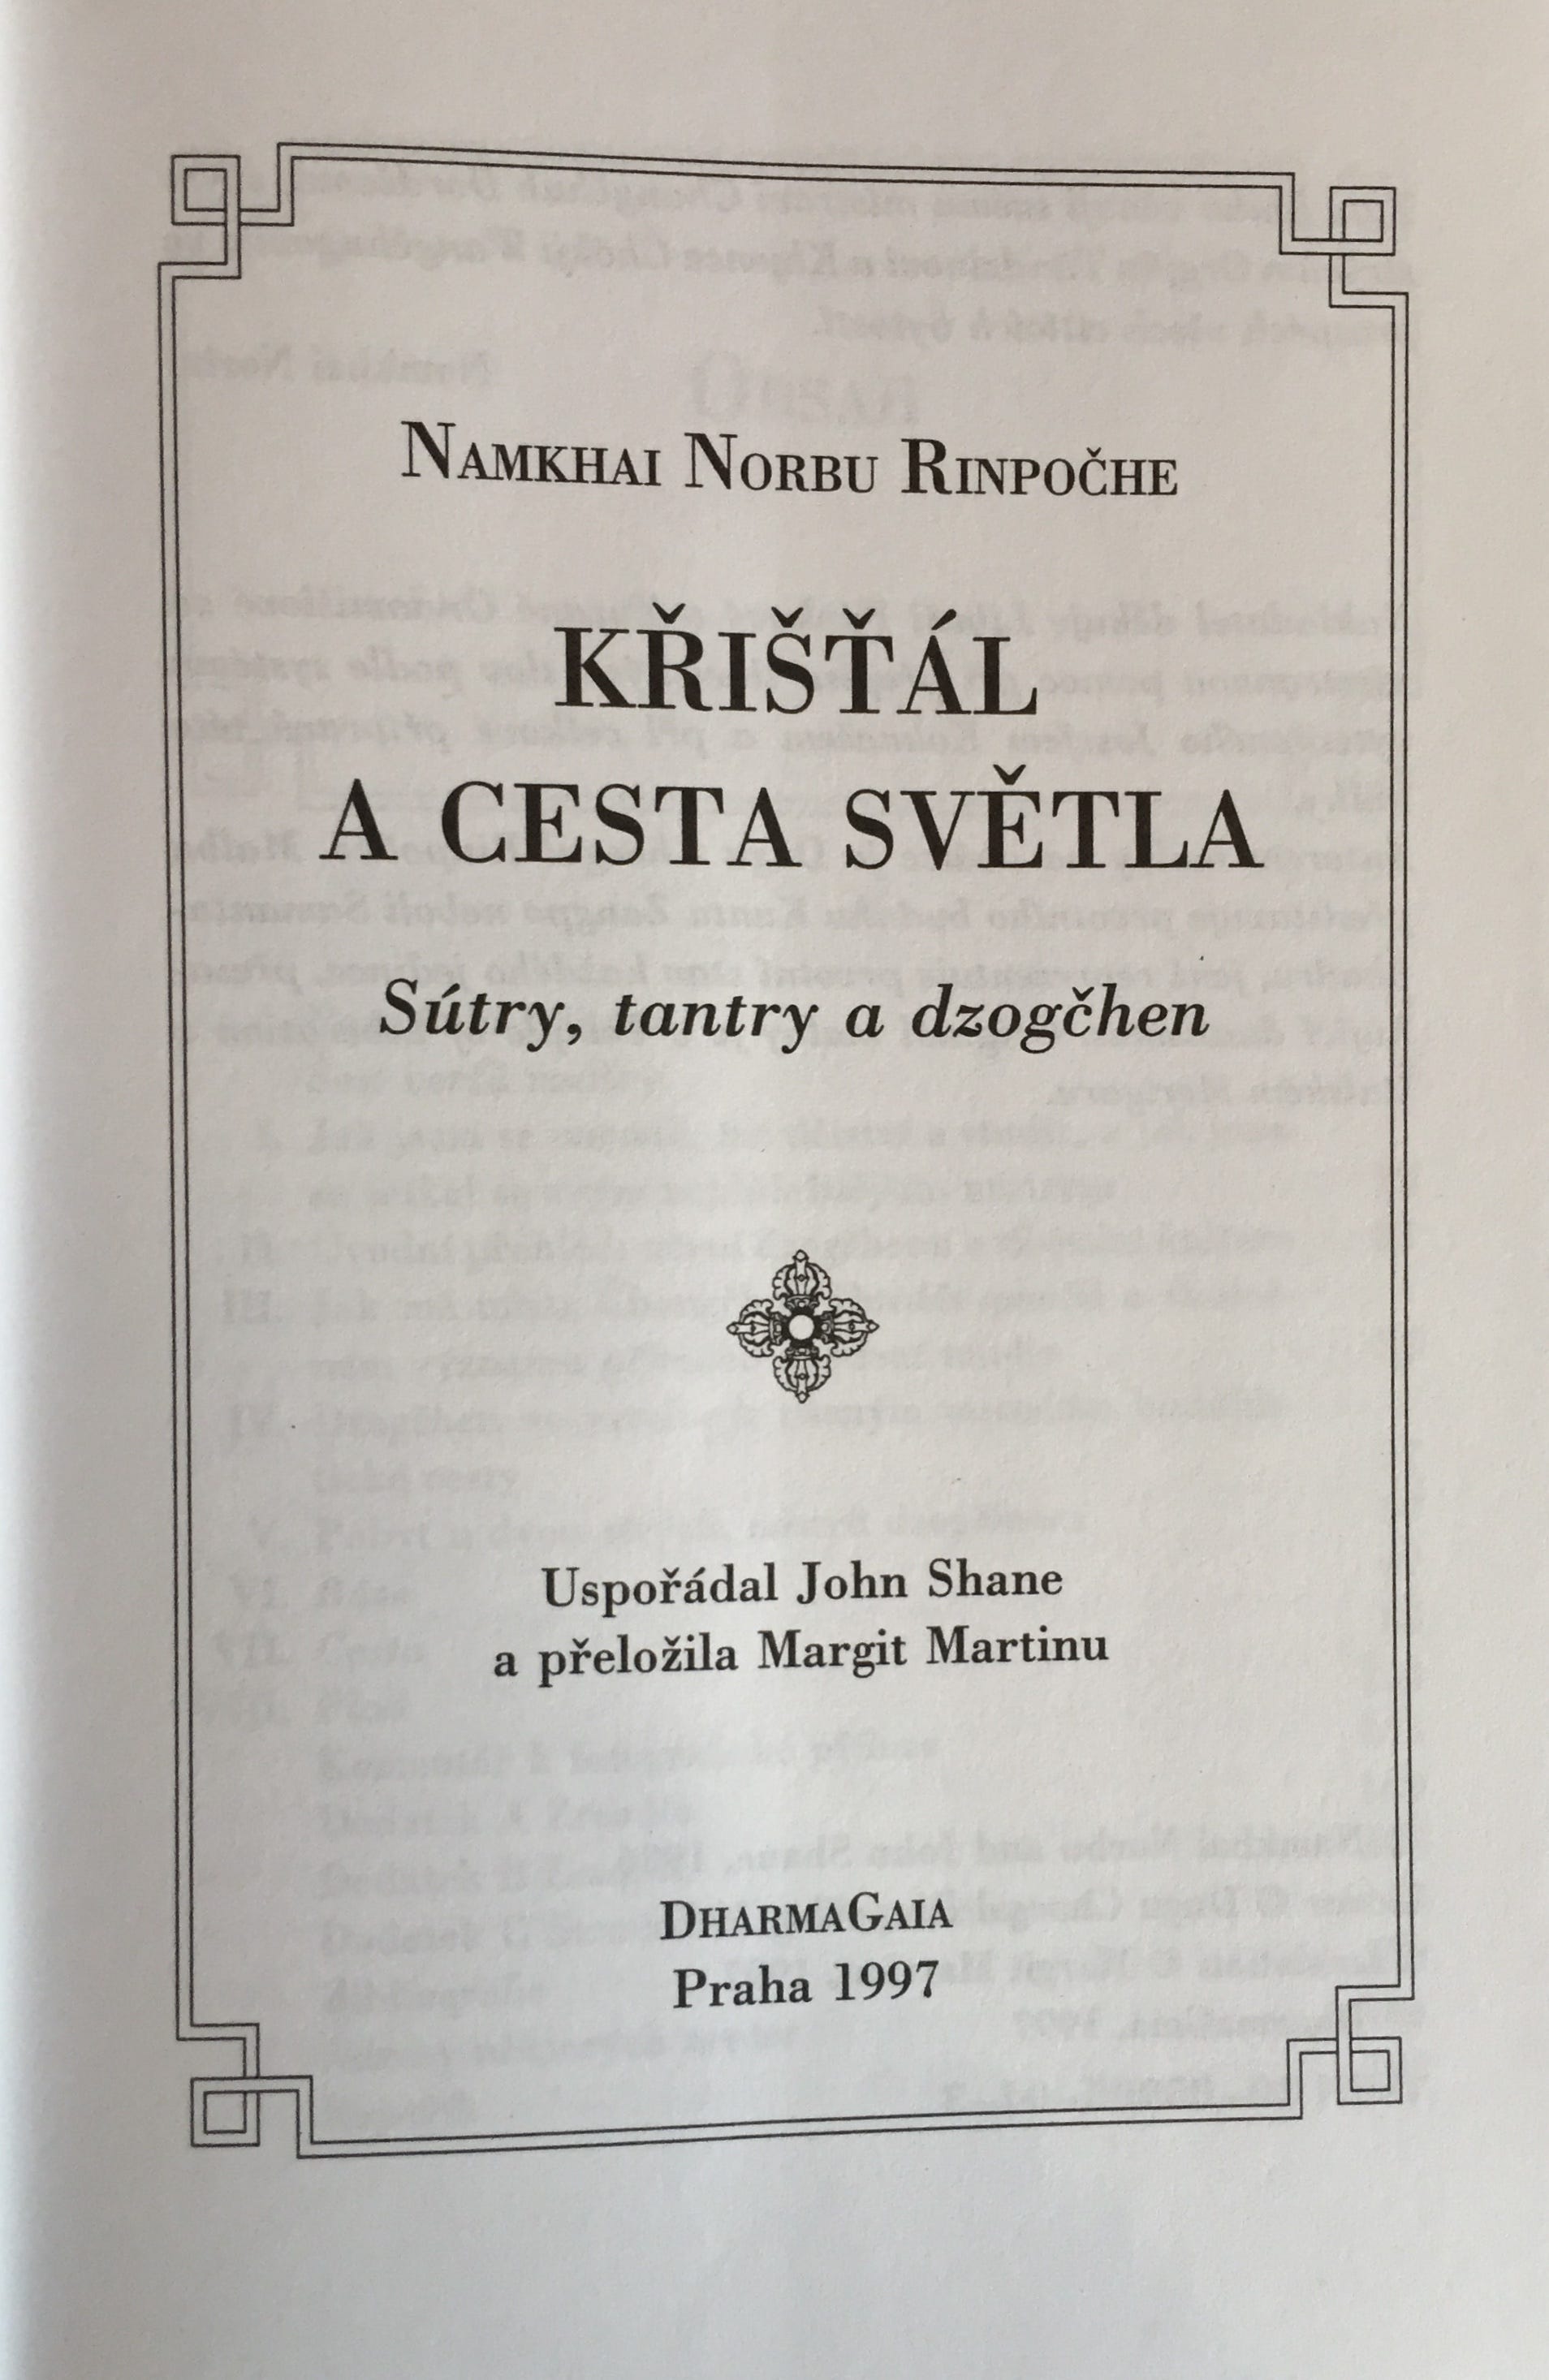 Namkhai Norbu Rinpočhe
KŘIŠŤÁL
A CESTA SVĚTLA
Sútry, tantry a dzogčhen
Uspořádal John Shane
a přeložila Margit Martinu
DharmaGaia
Praha 1997